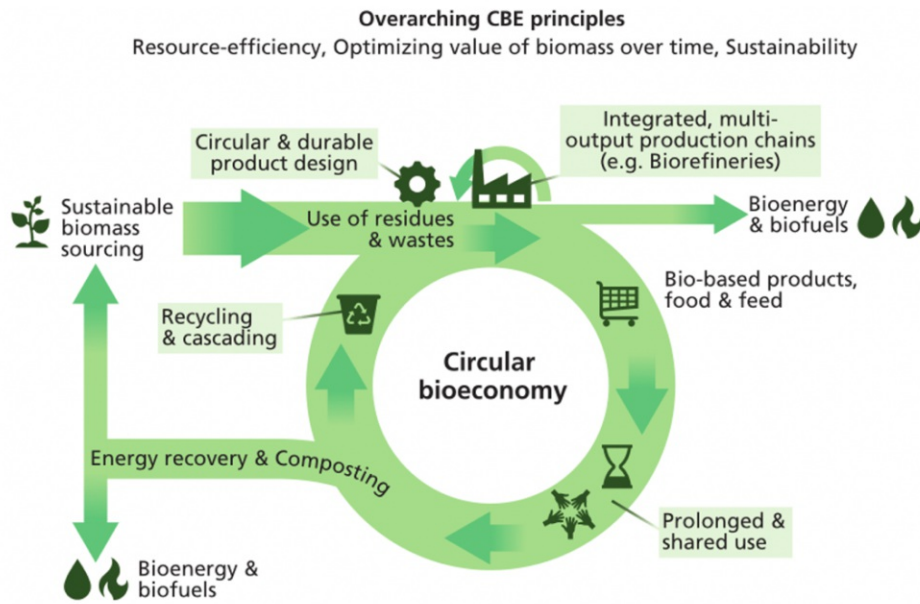 Overarching CBE principles
Resource-efficiency, Optimizing value of biomass over time, Sustainability
Circular & durable
product design
Integrated, multi-
output production chains
(e.g. Biorefineries)
Sustainable
biomass
sourcing
Use of residues
& wastes
Bioenergy
& biofuels
Bio-based products,
food & feed
Recycling
& cascading
Circular
bioeconomy
Energy recovery & Composting
Prolonged &
shared use
Bioenergy &
biofuels